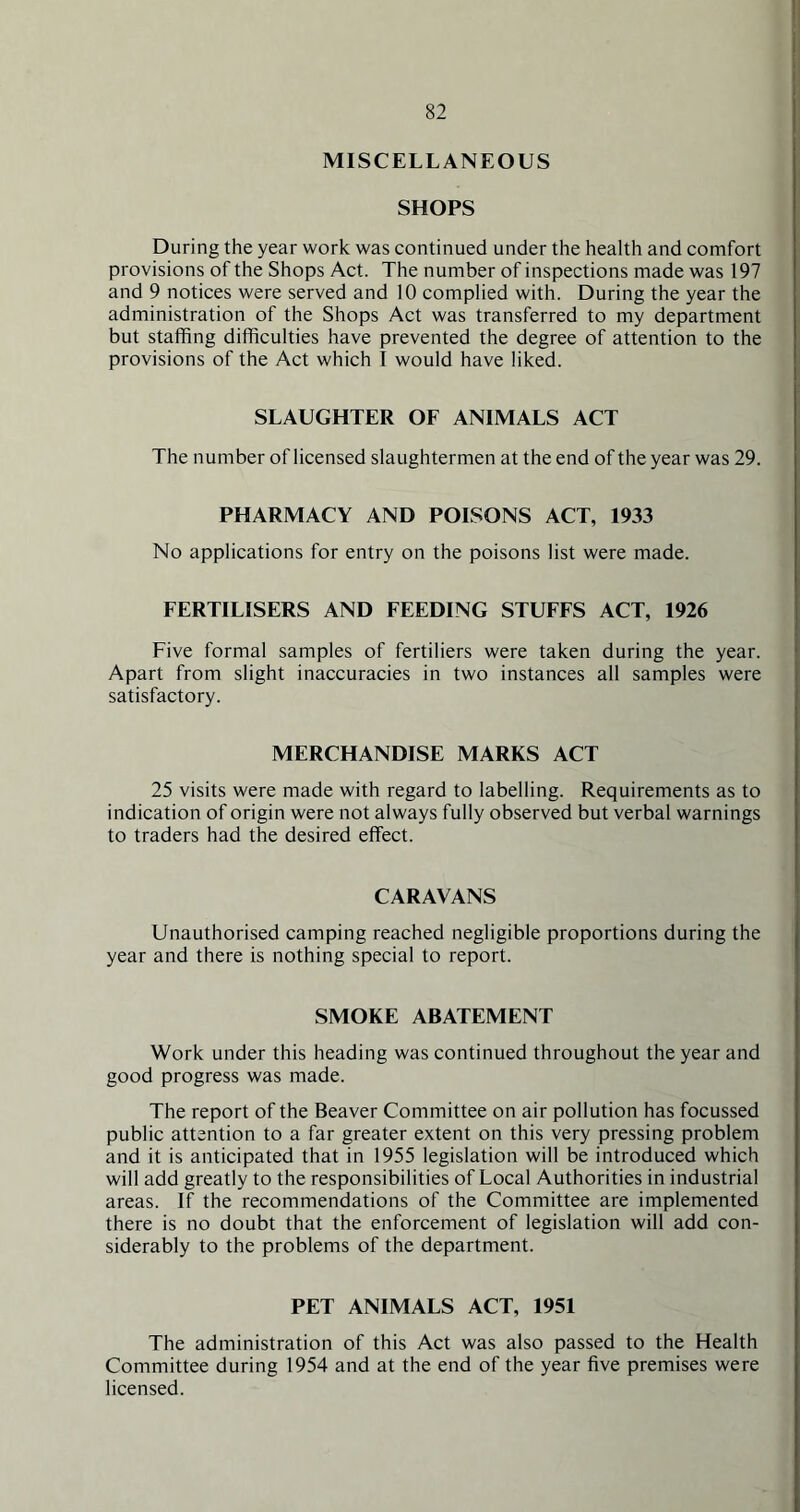 82
MISCELLANEOUS
SHOPS
During the year work was continued under the health and comfort
provisions of the Shops Act. The number of inspections made was 197
and 9 notices were served and 10 complied with. During the year the
administration of the Shops Act was transferred to my department
but staffing difficulties have prevented the degree of attention to the
provisions of the Act which I would have liked.
SLAUGHTER OF ANIMALS ACT
The number of licensed slaughtermen at the end of the year was 29.
PHARMACY AND POISONS ACT, 1933
No applications for entry on the poisons list were made.
FERTILISERS AND FEEDING STUFFS ACT, 1926
Five formal samples of fertiliers were taken during the year.
Apart from slight inaccuracies in two instances all samples were
satisfactory.
MERCHANDISE MARKS ACT
25 visits were made with regard to labelling. Requirements as to
indication of origin were not always fully observed but verbal warnings
to traders had the desired effect.
CARAVANS
Unauthorised camping reached negligible proportions during the
year and there is nothing special to report.
SMOKE ABATEMENT
Work under this heading was continued throughout the year and
good progress was made.
The report of the Beaver Committee on air pollution has focussed
public attention to a far greater extent on this very pressing problem
and it is anticipated that in 1955 legislation will be introduced which
will add greatly to the responsibilities of Local Authorities in industrial
areas. If the recommendations of the Committee are implemented
there is no doubt that the enforcement of legislation will add con-
siderably to the problems of the department.
PET ANIMALS ACT, 1951
The administration of this Act was also passed to the Health
Committee during 1954 and at the end of the year five premises were
licensed.